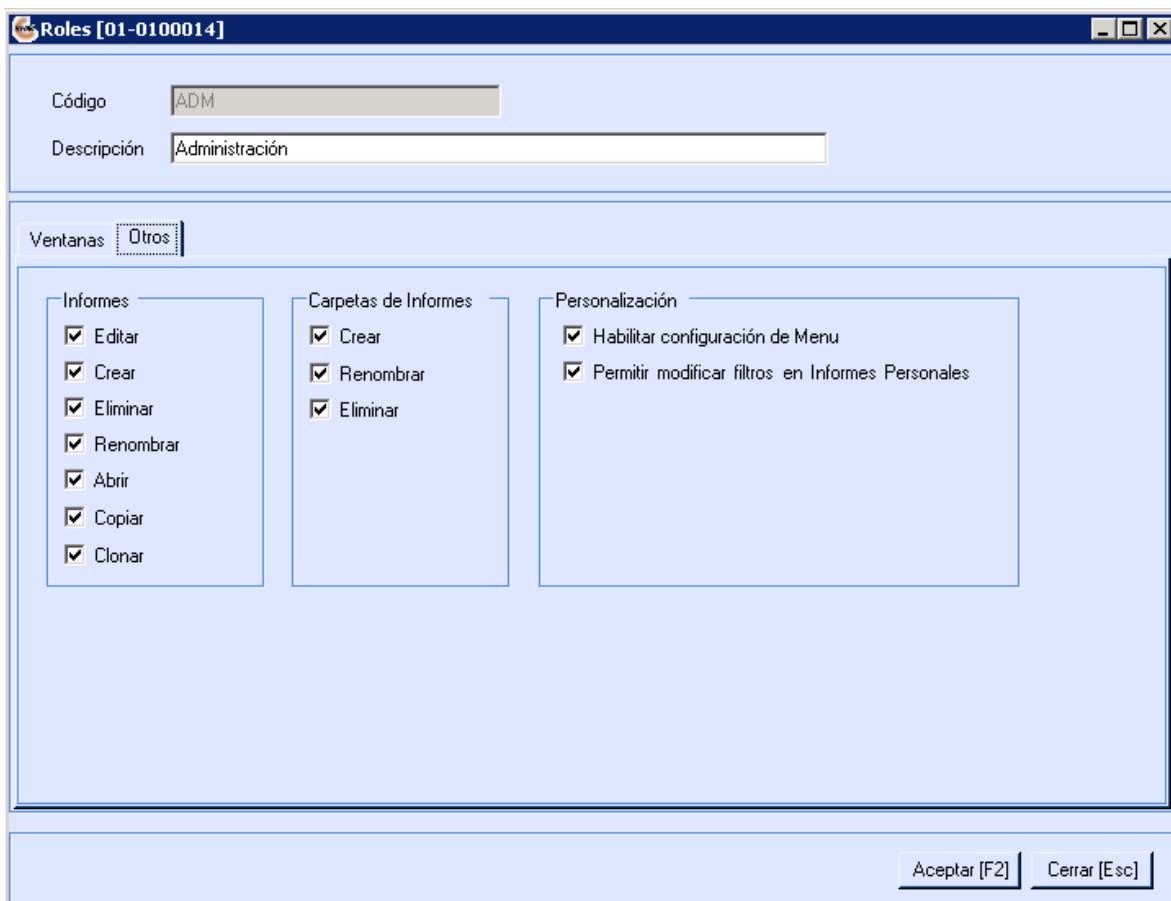 Roles [01-0100014]
Código ADM
Descripción Administración
Ventanas Otros
Informes
Editar
Crear
Eliminar
Renombrar
Abrir
Copiar
Clonar
Carpetas de Informes
Crear
Renombrar
Eliminar
Personalización
Habilitar configuración de Menu
Permitir modificar filtros en Informes Personales
Aceptar [F2] Cerrar [Esc]